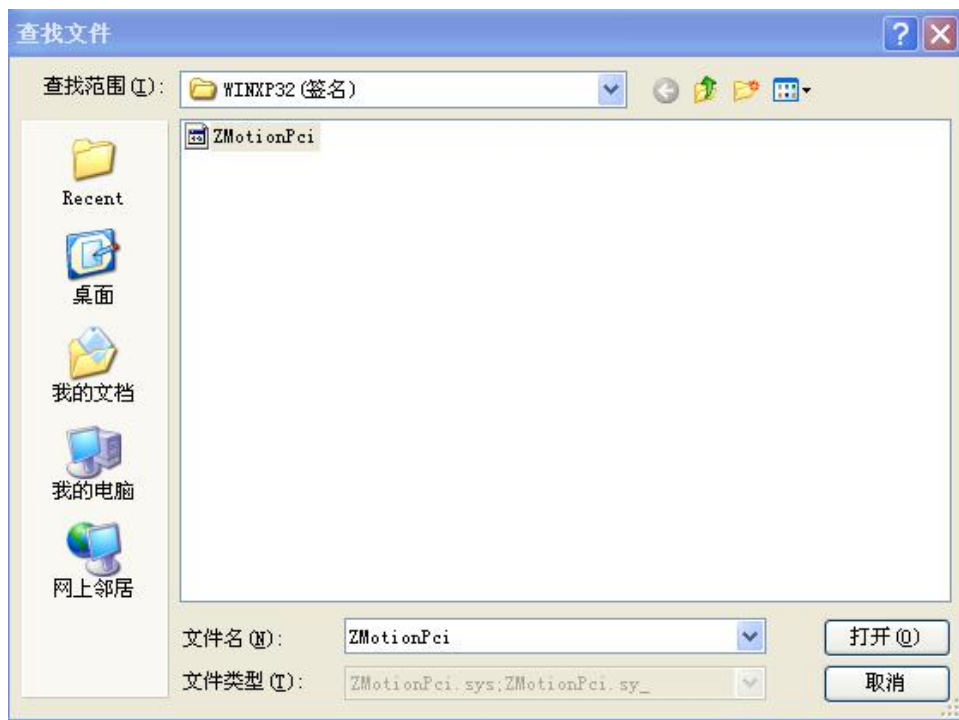 查找文件
查找范围(I):
WINXP32(签名)
ZMotionPci
Recent
桌面
我的文档
我的电脑
网上邻居
文件名(N):
ZMotionPci
打开(O)
文件类型(T):
ZMotionPci.sys;ZMotionPci.sy_
取消